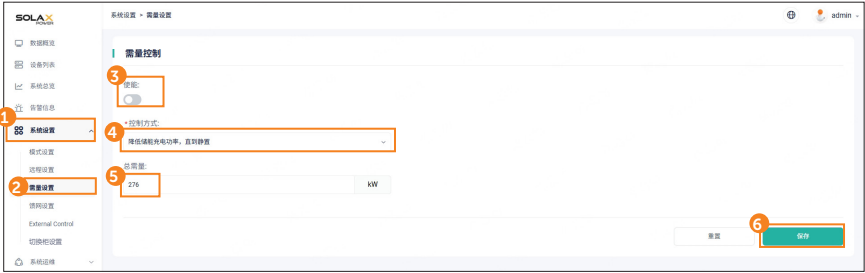 SOLAX
POWER
系统设置 > 需量设置
admin
数据概览
设备列表
系统总览
告警信息
1
系统设置
模式设置
远程设置
2
需量设置
馈网设置
External Control
切换柜设置
系统运维
需量控制
3
使能:
4
*控制方式:
降低储能充电功率，直到静置
5
总需量:
276
kW
6
重置
保存